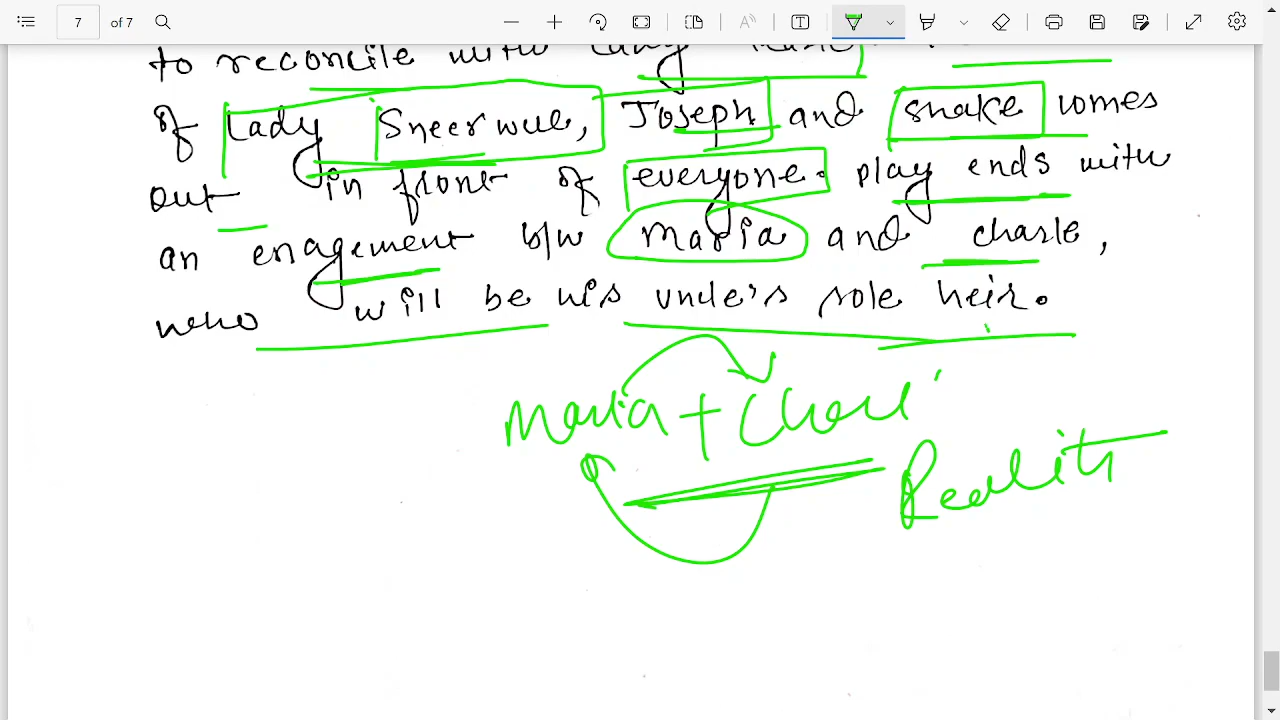 7 of 7
to reconcile with Lady
of Lady Sneerwell, Joseph and snake comes
out in front of everyone. play ends with
an enagement b/w Maria and charle,
who will be his uncle's sole heir.
Maria + Charl
Reality